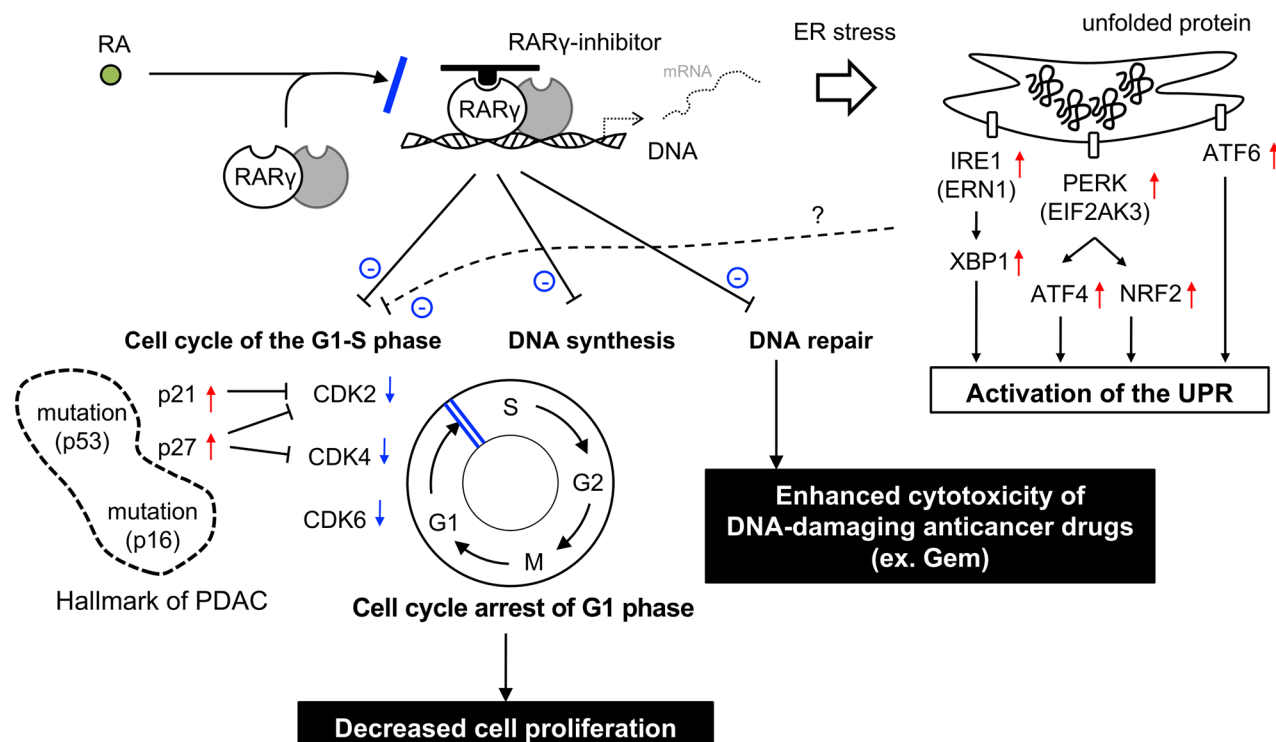 RA
RARγ
RARγ-inhibitor
RARγ
mRNA
DNA
ER stress
unfolded protein
IRE1
(ERN1)
PERK
(EIF2AK3)
ATF6
XBP1
ATF4
NRF2
Activation of the UPR
?
-
-
-
-
Cell cycle of the G1-S phase
DNA synthesis
DNA repair
mutation
(p53)
mutation
(p16)
Hallmark of PDAC
p21
p27
CDK2
CDK4
CDK6
S
G2
M
G1
Cell cycle arrest of G1 phase
Decreased cell proliferation
Enhanced cytotoxicity of
DNA-damaging anticancer drugs
(ex. Gem)